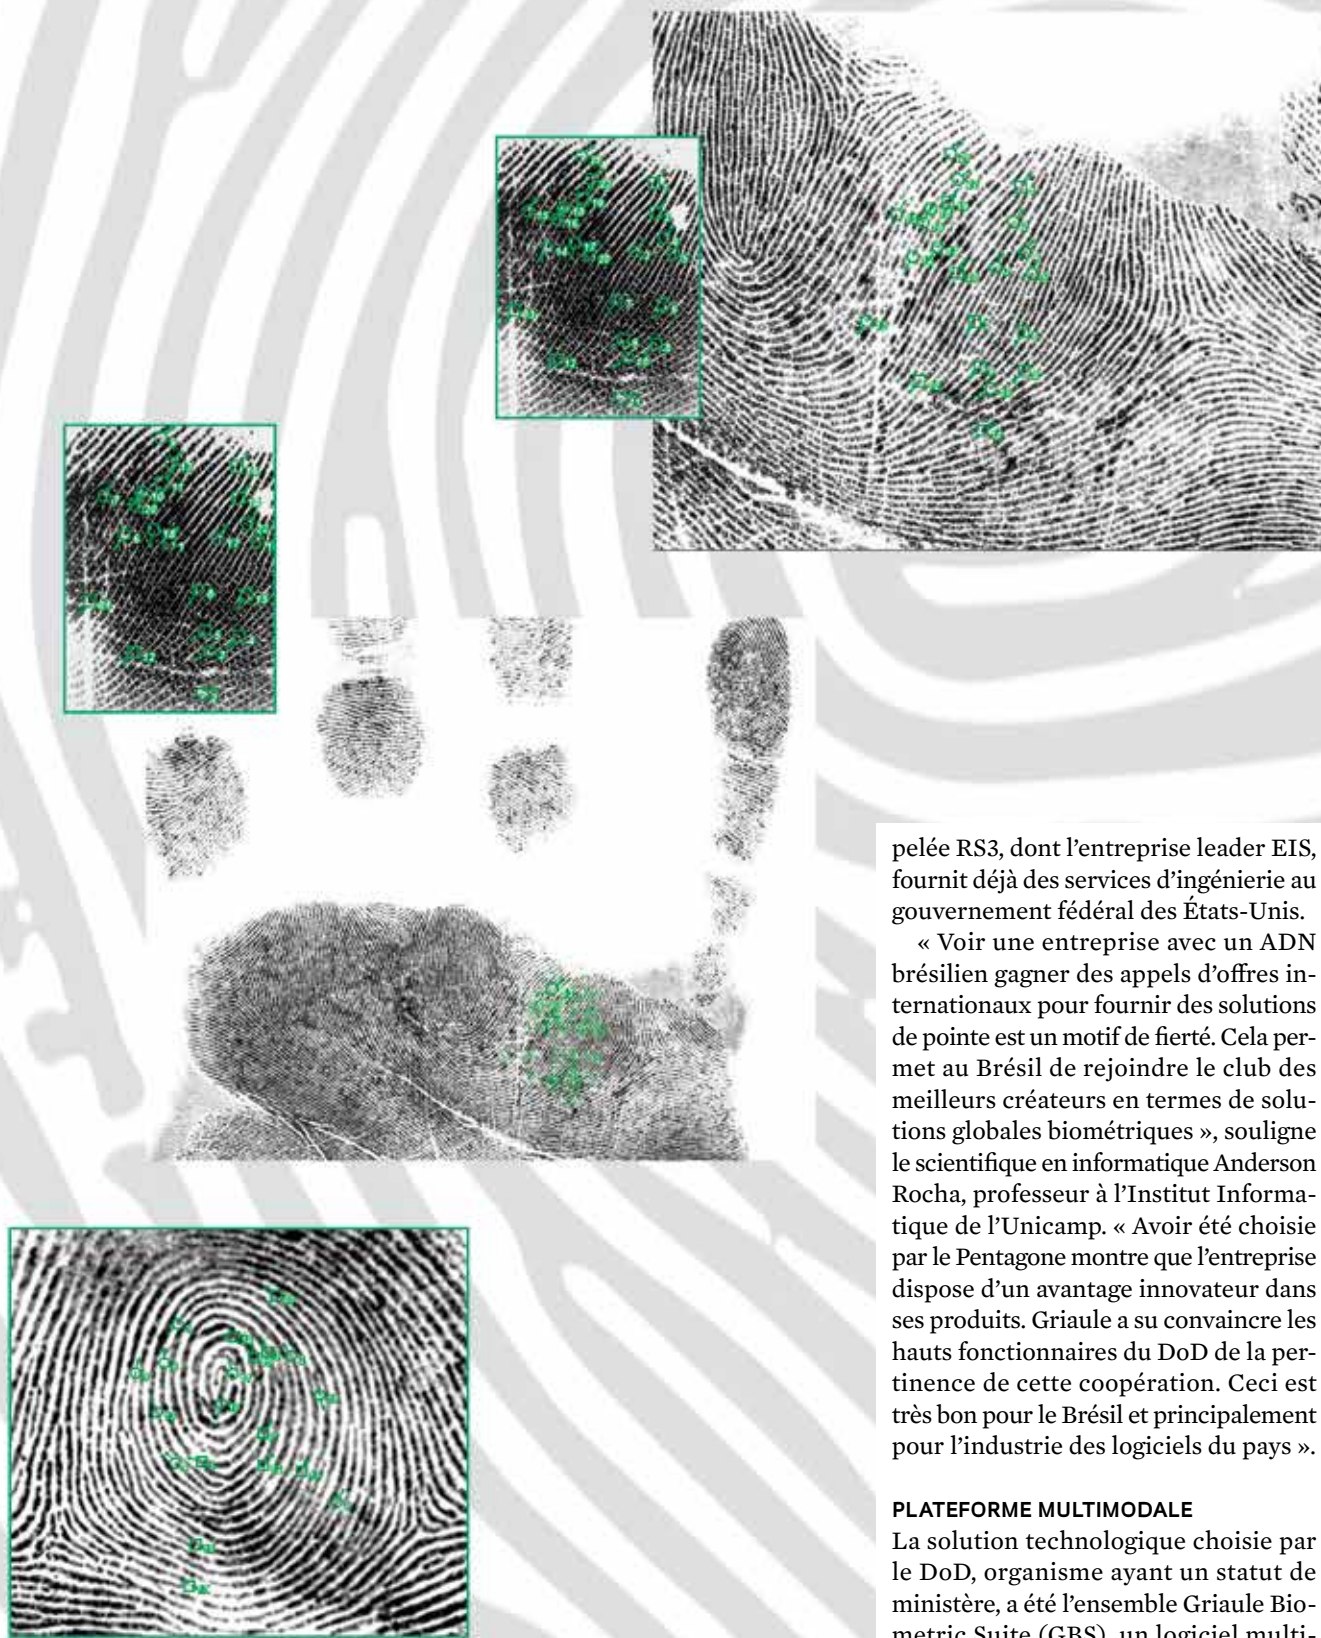 pelée RS3, dont l'entreprise leader EIS,
fournit déjà des services d'ingénierie au
gouvernement fédéral des États-Unis.
« Voir une entreprise avec un ADN
brésilien gagner des appels d'offres in-
ternationaux pour fournir des solutions
de pointe est un motif de fierté. Cela per-
met au Brésil de rejoindre le club des
meilleurs créateurs en termes de solu-
tions globales biométriques », souligne
le scientifique en informatique Anderson
Rocha, professeur à l'Institut Informa-
tique de l'Unicamp. « Avoir été choisie
par le Pentagone montre que l'entreprise
dispose d'un avantage innovateur dans
ses produits. Griaule a su convaincre les
hauts fonctionnaires du DoD de la per-
tinence de cette coopération. Ceci est
très bon pour le Brésil et principalement
pour l'industrie des logiciels du pays ».
PLATEFORME MULTIMODALE
La solution technologique choisie par
le DoD, organisme ayant un statut de
ministère, a été l'ensemble Griaule Bio-
metric Suite (GBS), un logiciel multi-